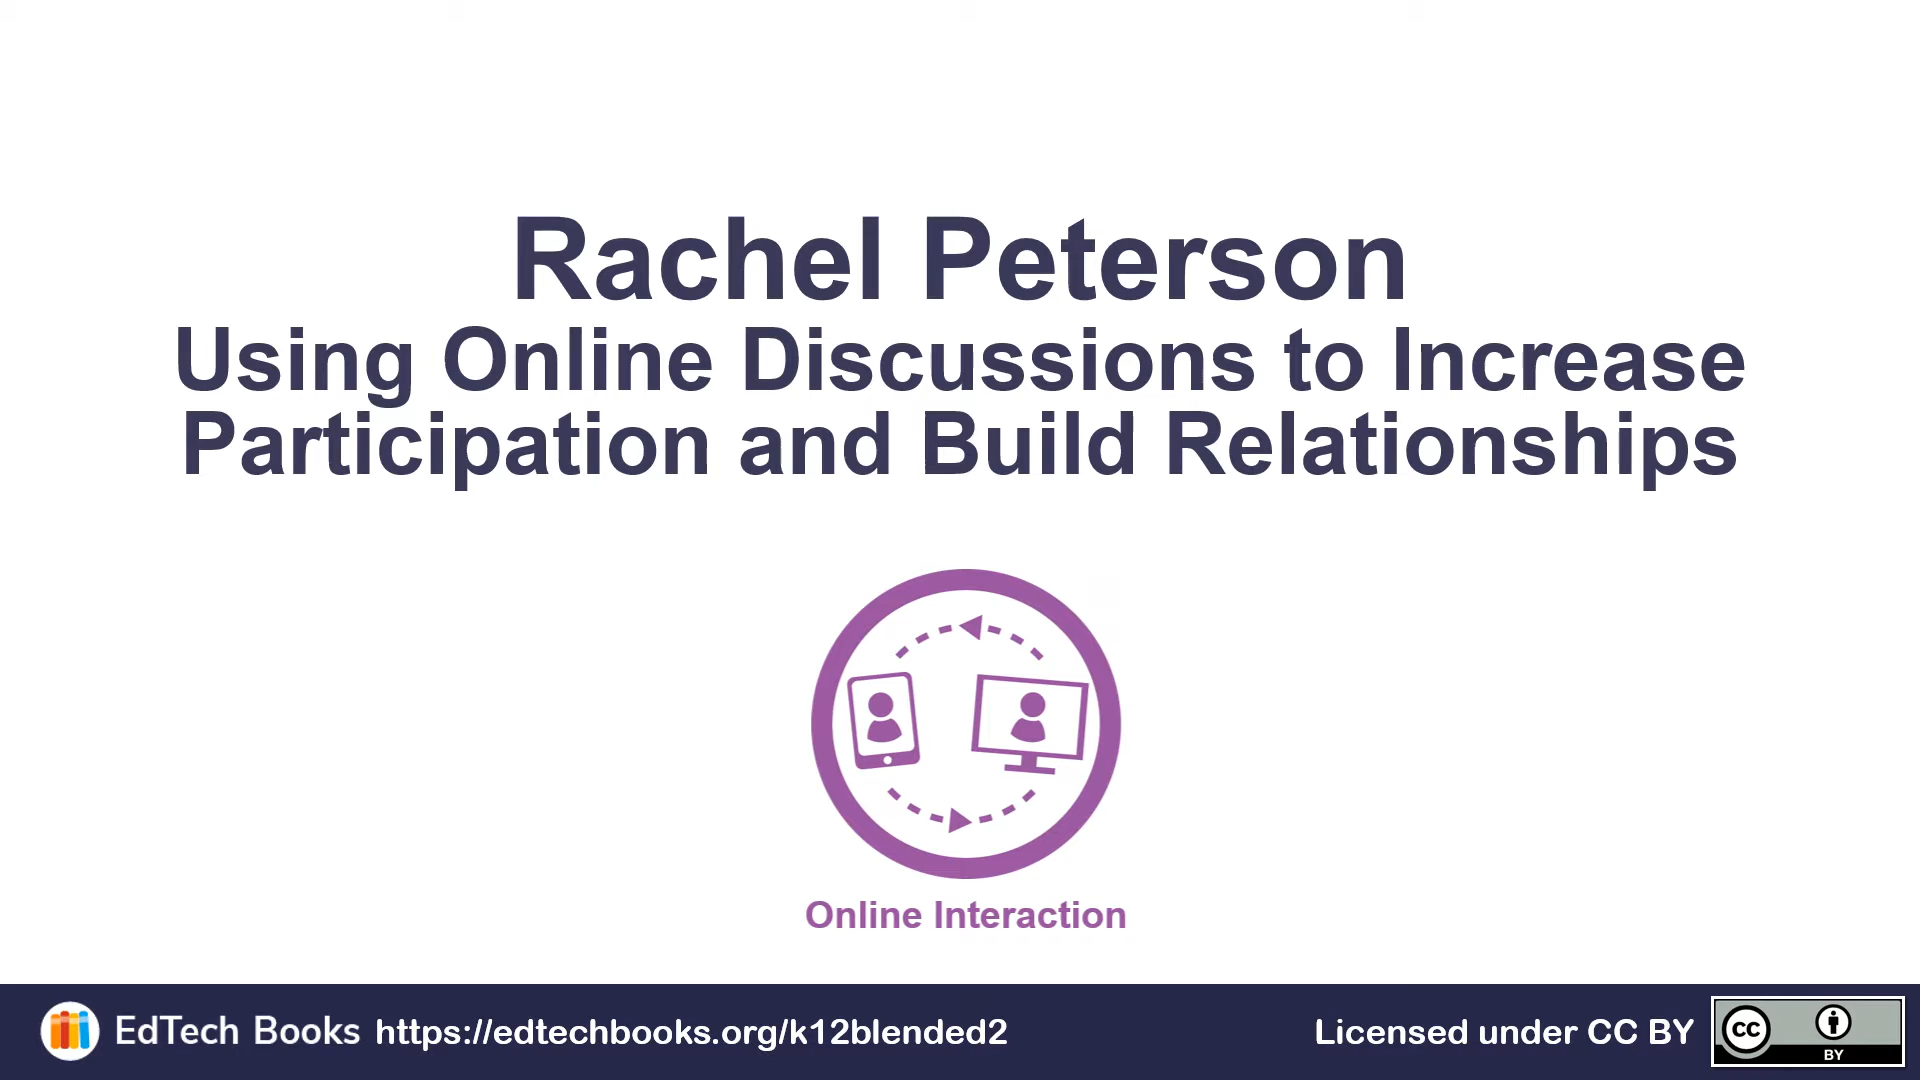 Rachel Peterson
Using Online Discussions to Increase
Participation and Build Relationships
Online Interaction
EdTech Books https://edtechbooks.org/k12blended2 Licensed under CC BY
CC
BY